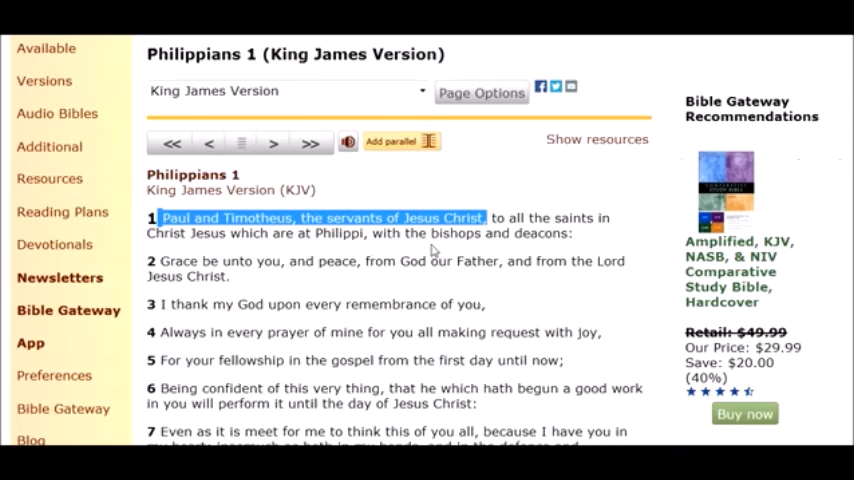 Available
Versions
Audio Bibles
Additional
Resources
Reading Plans
Devotionals
Newsletters
Bible Gateway
App
Preferences
Bible Gateway
Blog
Philippians 1 (King James Version)
King James Version
Page Options
<< < > >>
Add parallel
Show resources
Philippians 1
King James Version (KJV)
1 Paul and Timotheus, the servants of Jesus Christ, to all the saints in
Christ Jesus which are at Philippi, with the bishops and deacons:
2 Grace be unto you, and peace, from God our Father, and from the Lord
Jesus Christ.
3 I thank my God upon every remembrance of you,
4 Always in every prayer of mine for you all making request with joy,
5 For your fellowship in the gospel from the first day until now;
6 Being confident of this very thing, that he which hath begun a good work
in you will perform it until the day of Jesus Christ:
7 Even as it is meet for me to think this of you all, because I have you in
Bible Gateway
Recommendations
Amplified, KJV,
NASB, & NIV
Comparative
Study Bible,
Hardcover
Retail: $49.99
Our Price: $29.99
Save: $20.00
(40%)
Buy now